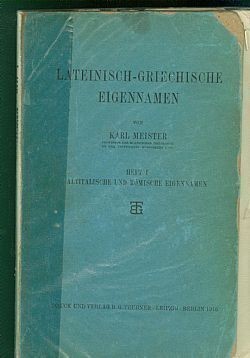 LATEINISCH-GRIECHISCHE
EIGENNAMEN
VON
KARL MEISTER
HEFT I
ALTITALISCHE UND RÖMISCHE EIGENNAMEN
DRUCK UND VERLAG B. G. TEUBNER · LEIPZIG · BERLIN 1916